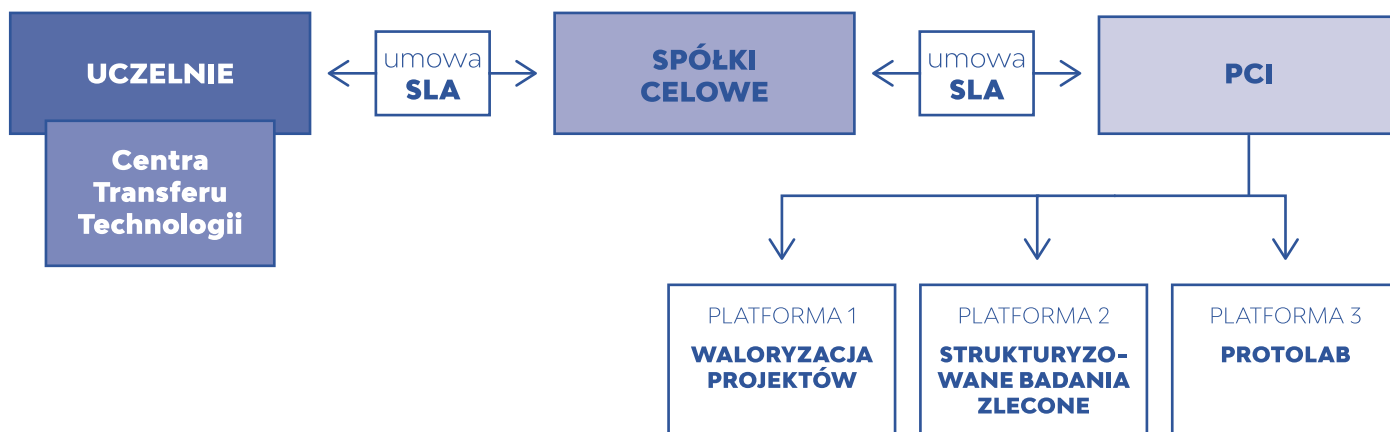 UCZELNIE
Centra
Transferu
Technologii
umowa
SLA
SPÓŁKI
CELOWE
umowa
SLA
PCI
PLATFORMA 1
WALORYZACJA
PROJEKTÓW
PLATFORMA 2
STRUKTURYZO-
WANE BADANIA
ZLECONE
PLATFORMA 3
PROTOLAB